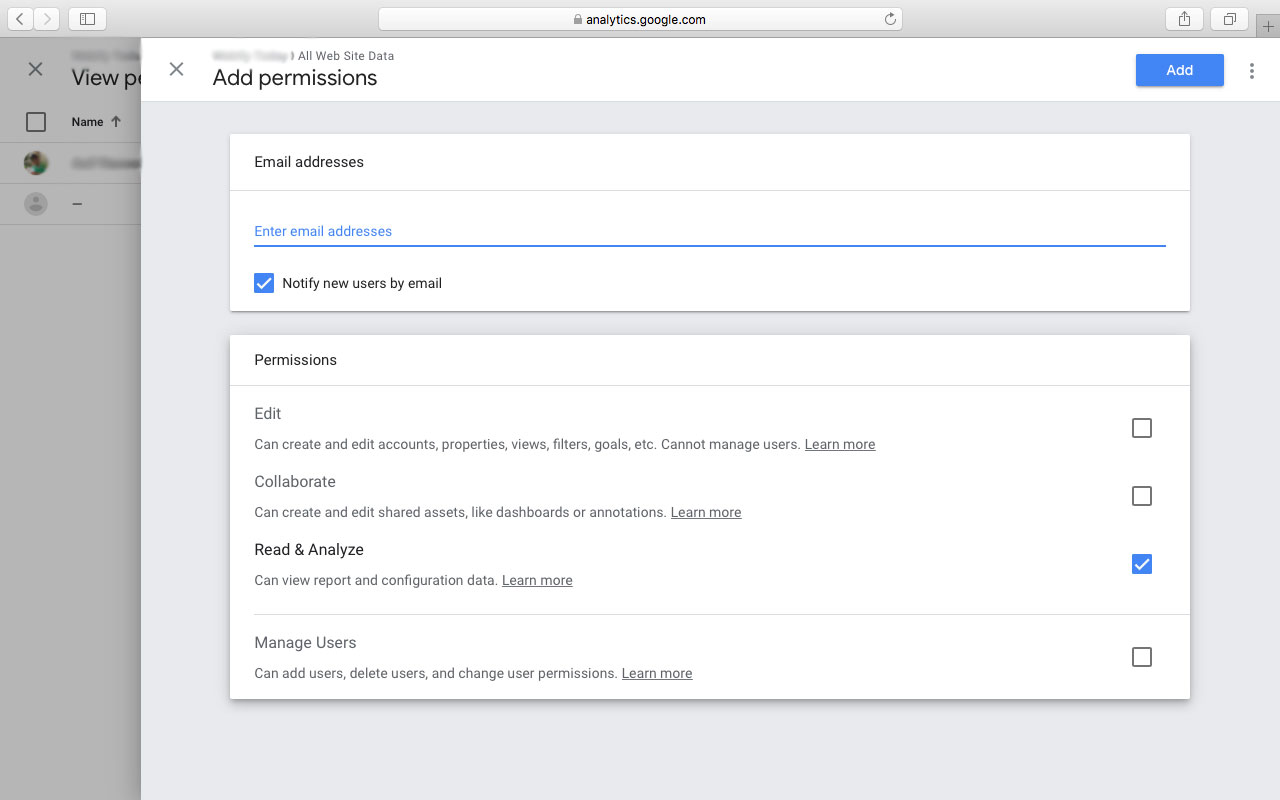 analytics.google.com
View pe
Name
–
All Web Site Data
Add permissions
Add
Email addresses
Enter email addresses
Notify new users by email
Permissions
Edit
Can create and edit accounts, properties, views, filters, goals, etc. Cannot manage users. Learn more
Collaborate
Can create and edit shared assets, like dashboards or annotations. Learn more
Read & Analyze
Can view report and configuration data. Learn more
Manage Users
Can add users, delete users, and change user permissions. Learn more